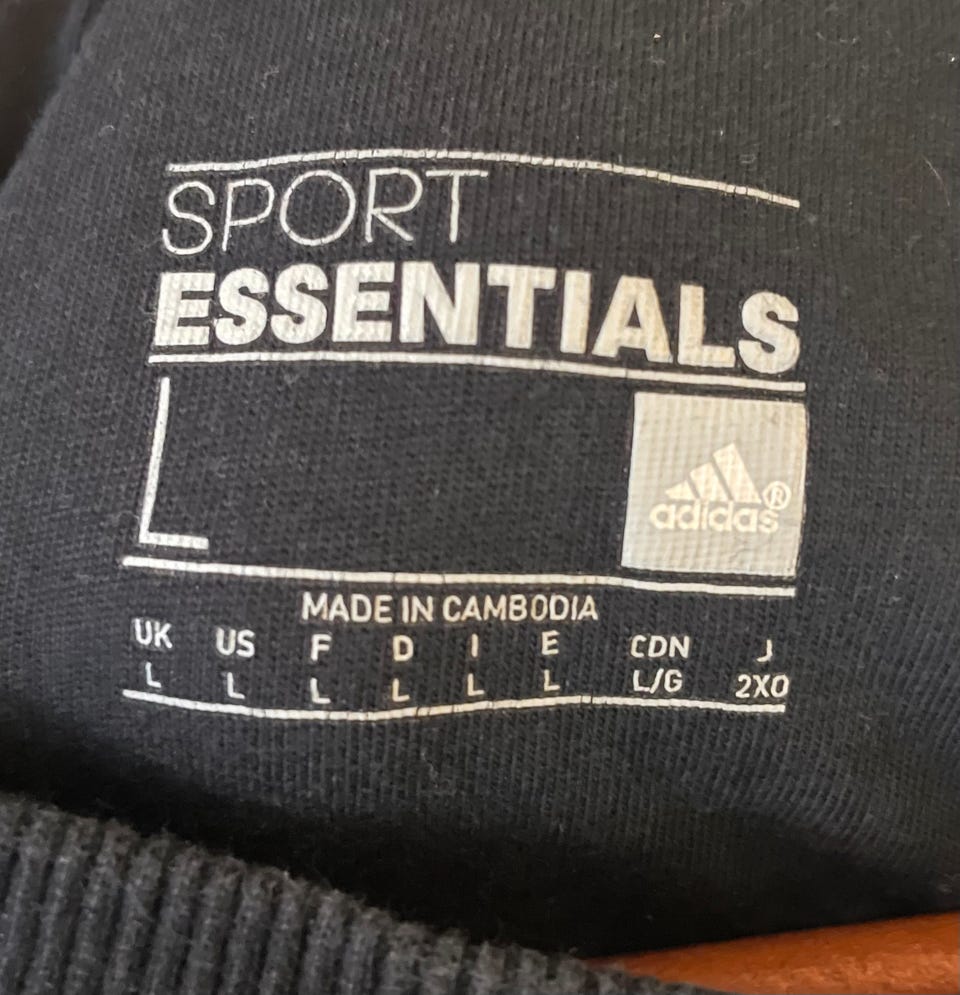 SPORT
ESSENTIALS
L
adidas®
MADE IN CAMBODIA
UK US F D I E CDN J
L L L L L L L/G 2XO